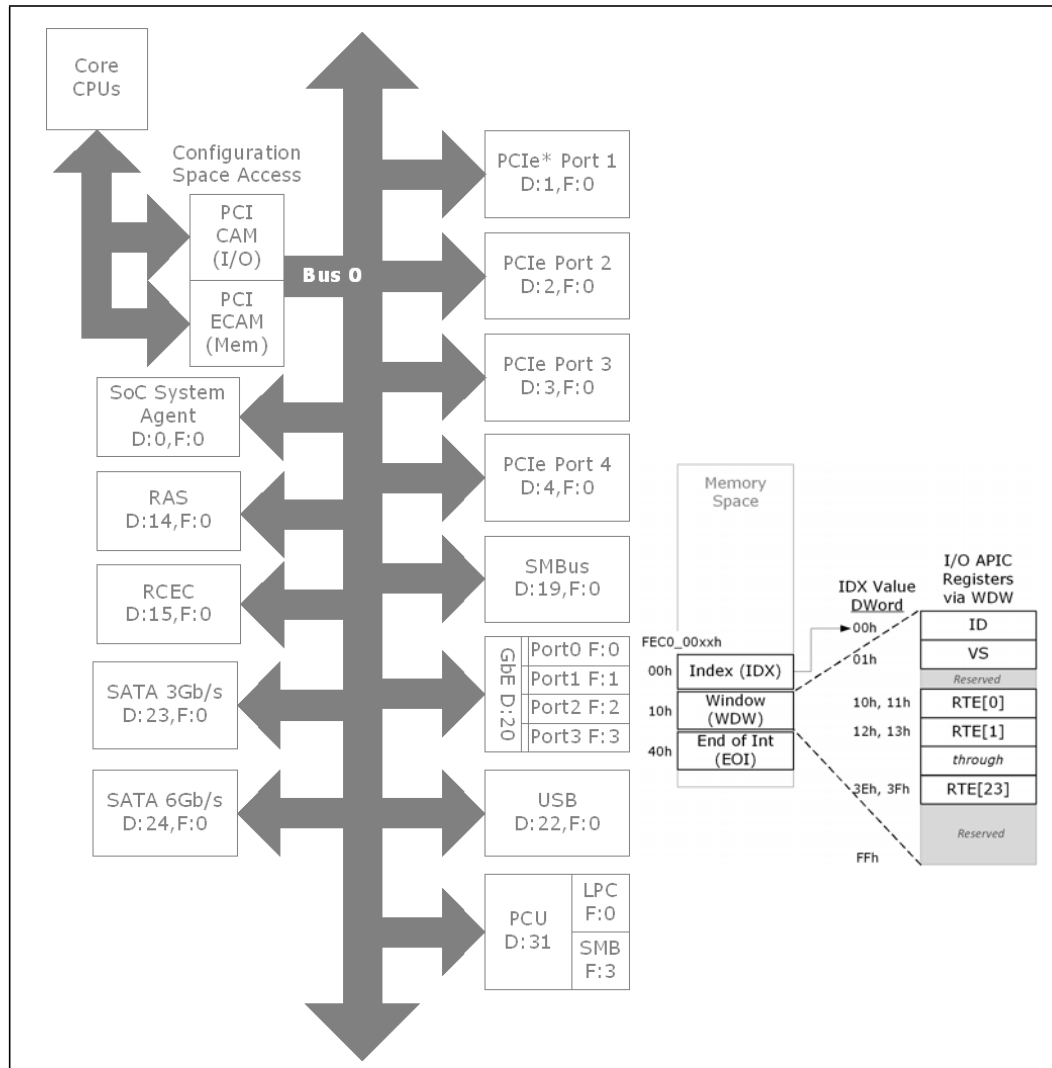 Core
CPUs
Configuration
Space Access
PCI
CAM
(I/O)
PCI
ECAM
(Mem)
Bus 0
SoC System
Agent
D:0,F:0
RAS
D:14,F:0
RCEC
D:15,F:0
SATA 3Gb/s
D:23,F:0
SATA 6Gb/s
D:24,F:0
PCIe* Port 1
D:1,F:0
PCIe Port 2
D:2,F:0
PCIe Port 3
D:3,F:0
PCIe Port 4
D:4,F:0
SMBus
D:19,F:0
GbE D:20
Port0 F:0
Port1 F:1
Port2 F:2
Port3 F:3
USB
D:22,F:0
PCU
D:31
LPC
F:0
SMB
F:3
Memory
Space
FEC0_00xxh
00h
Index (IDX)
10h
Window
(WDW)
40h
End of Int
(EOI)
IDX Value
DWord
I/O APIC
Registers
via WDW
00h
ID
01h
VS
Reserved
10h, 11h
RTE[0]
12h, 13h
RTE[1]
through
3Eh, 3Fh
RTE[23]
Reserved
FFh